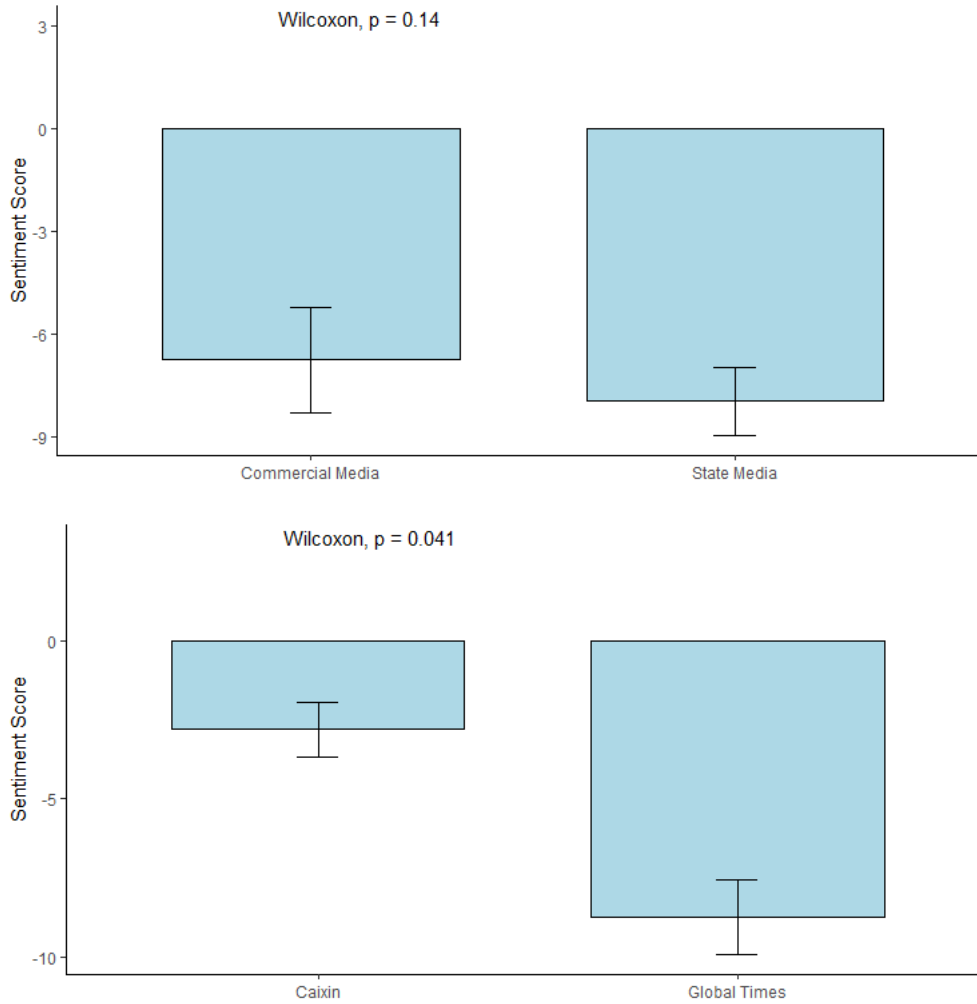 Wilcoxon, p = 0.14
Sentiment Score
3
0
-3
-6
-9
Commercial Media State Media
Wilcoxon, p = 0.041
Sentiment Score
0
-5
-10
Caixin Global Times